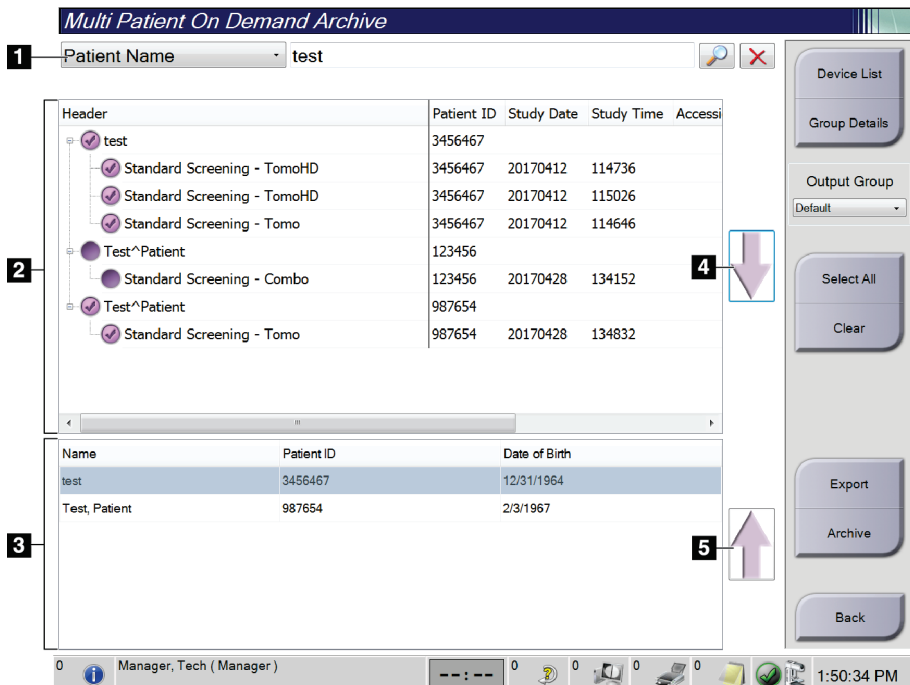 Multi Patient On Demand Archive
1 Patient Name test
Device List
Group Details
Output Group
Default
Select All
Clear
Export
Archive
Back
2
Header Patient ID Study Date Study Time Accessi
test 3456467
Standard Screening - TomoHD 3456467 20170412 114736
Standard Screening - TomoHD 3456467 20170412 115026
Standard Screening - Tomo 3456467 20170412 114646
Test^Patient 123456
Standard Screening - Combo 123456 20170428 134152
Test^Patient 987654
Standard Screening - Tomo 987654 20170428 134832
4
3
Name Patient ID Date of Birth
test 3456467 12/31/1964
Test, Patient 987654 2/3/1967
5
0 Manager, Tech ( Manager ) --:-- 0 0 0 0 1:50:34 PM